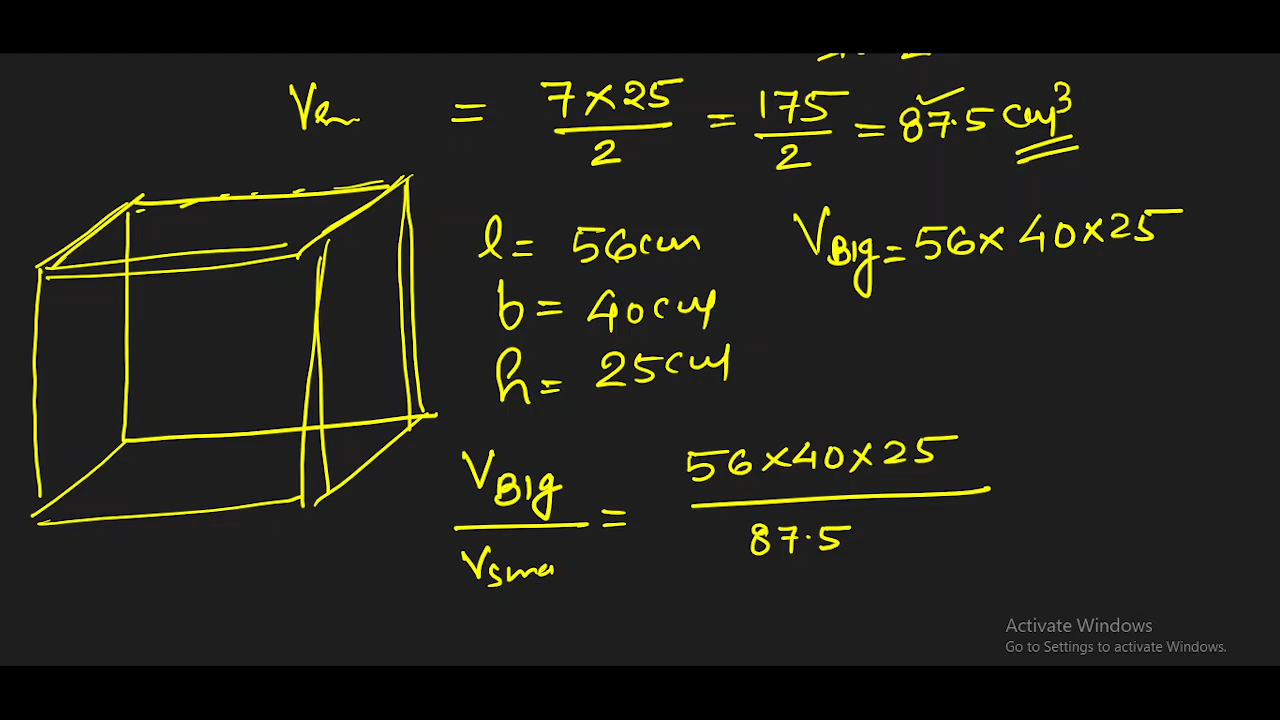 = 7×25/2 = 175/2 = 87.5 cm³
l = 56cm
V_Big = 56×40×25
b = 40cm
h = 25cm
V_Big/V_sma = 56×40×25/87.5
Activate Windows
Go to Settings to activate Windows.